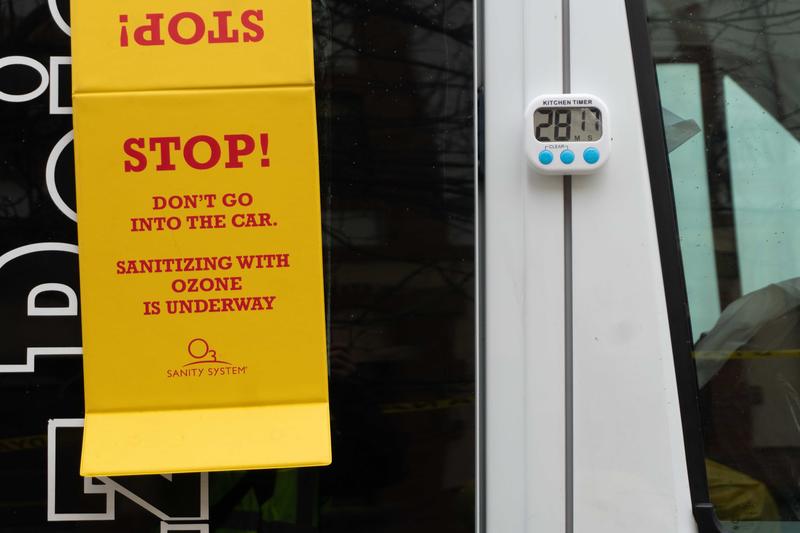 STOP!
STOP!
DON'T GO
INTO THE CAR.
SANITIZING WITH
OZONE
IS UNDERWAY
O3
SANITY SYSTEM
KITCHEN TIMER
28 11
M S
CLEAR